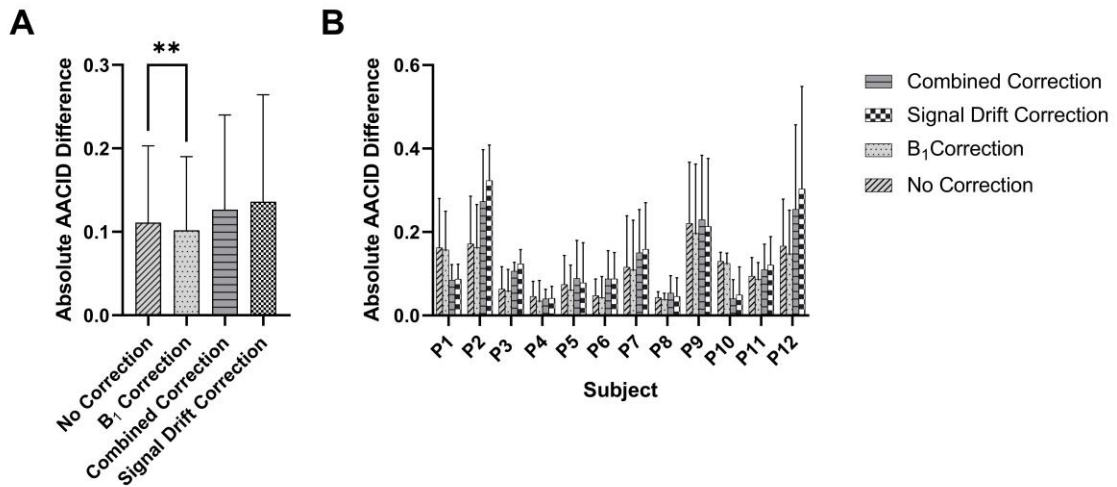 A
**
0.3
0.2
0.1
0.0
Absolute AACID Difference
No Correction
B₁ Correction
Combined Correction
Signal Drift Correction
B
0.6
0.4
0.2
0.0
Absolute AACID Difference
P1
P2
P3
P4
P5
P6
P7
P8
P9
P10
P11
P12
Subject
Combined Correction
Signal Drift Correction
B₁Correction
No Correction